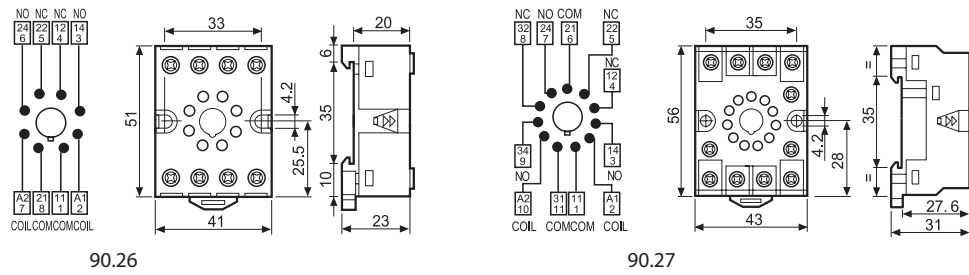 NO NC NC NO
24 22 12 14
6 5 4 3
A2 21 11 A1
7 8 1 2
COIL COM COM COIL
33
51
4.2
25.5
41
20
6
35
10
23
90.26
NC NO COM NC
32 24 21 22
8 7 6 5
NC
12
4
34 14
9 3
NO NO
A2 31 11 A1
10 11 1 2
COIL COM COM COIL
35
56
4.2
28
43
=
35
=
27.6
31
90.27